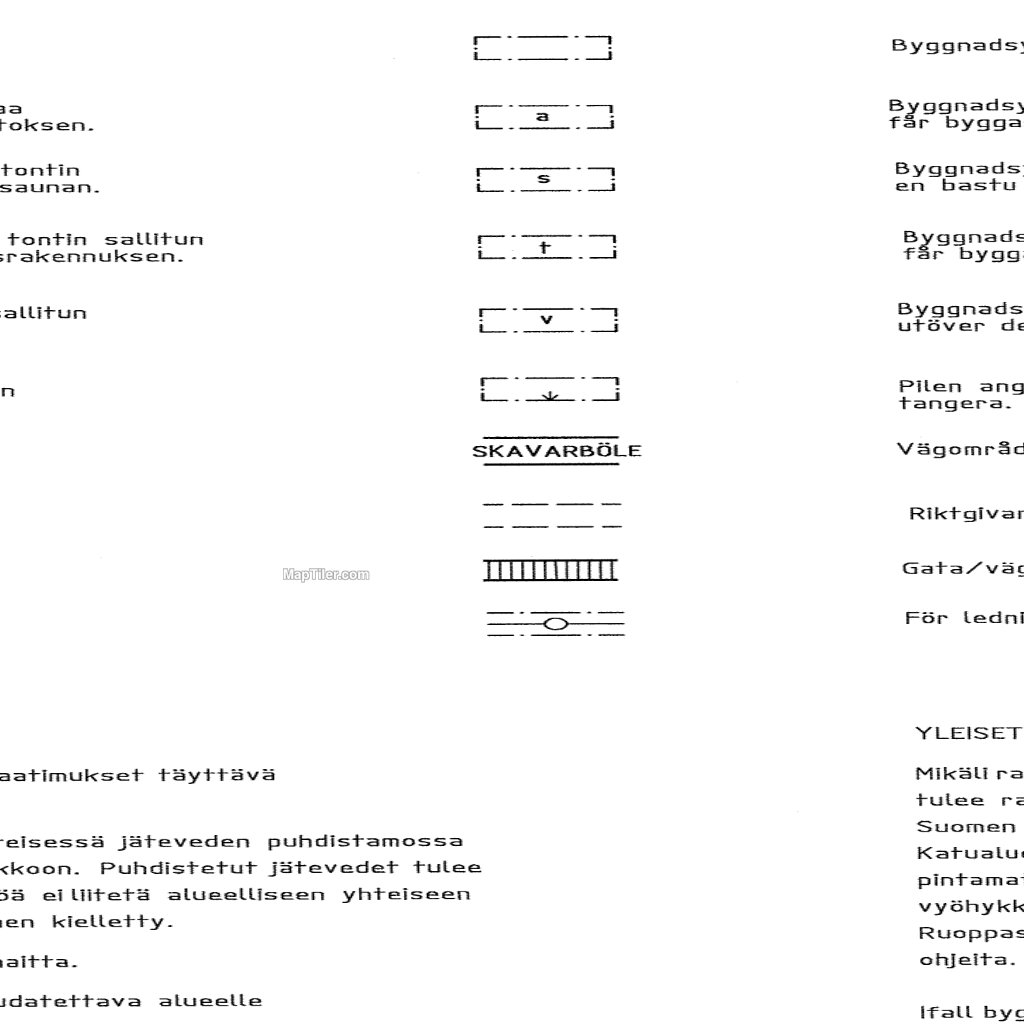 Byggnadsy
aa
toksen.
a
Byggnadsy
får bygga
tontin
saunan.
s
Byggnadsy
en bastu
tontin sallitun
srakennuksen.
t
Byggnads
får bygga
sallitun
v
Byggnads
utöver de
n
Pilen ang
tangera.
SKAVARBÖLE
Vägområd
Riktgivar
MapTiler.com
Gata/väg
För ledni
aatimukset täyttävä
teisessä jäteveden puhdistamossa
kkoon. Puhdistetut jätevedet tulee
öä ei liitetä alueelliseen yhteiseen
nen kielletty.
haitta.
udatettava alueelle
YLEISET
Mikäli ra
tulee ra
Suomen
Katualue
pintamat
vyöhykk
Ruoppas
ohjeita.
Ifall byg